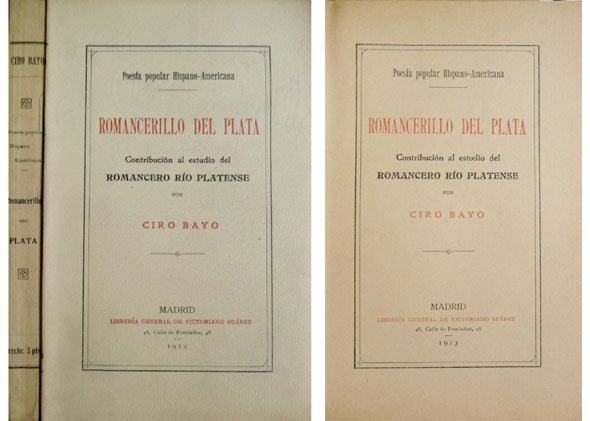 CIRO BAYO
Poesía popular
Hispano
Americana
Romancerillo
DEL
PLATA
recio: 3 pts
Poesía popular Hispano-Americana
ROMANCERILLO DEL PLATA
Contribución al estudio del
ROMANCERO RÍO PLATENSE
POR
CIRO BAYO
MADRID
LIBRERÍA GENERAL DE VICTORIANO SUÁREZ
48, Calle de Preciados, 48
1913
Poesía popular Hispano-Americana
ROMANCERILLO DEL PLATA
Contribución al estudio del
ROMANCERO RÍO PLATENSE
POR
CIRO BAYO
MADRID
LIBRERÍA GENERAL DE VICTORIANO SUÁREZ
48, Calle de Preciados, 48
1913